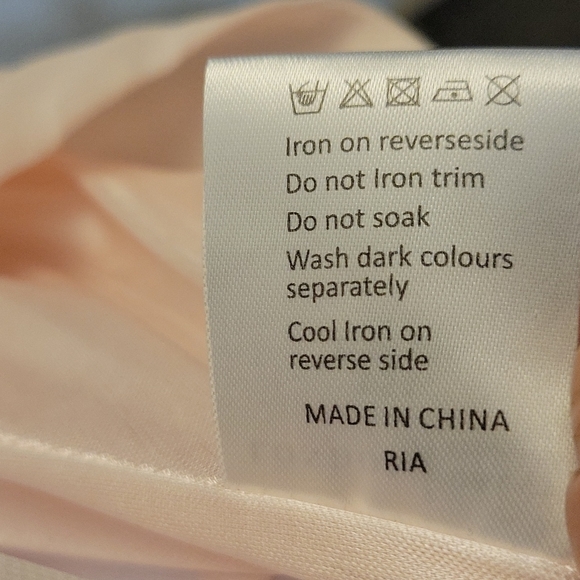 Iron on reverseside
Do not Iron trim
Do not soak
Wash dark colours
separately
Cool Iron on
reverse side
MADE IN CHINA
RIA